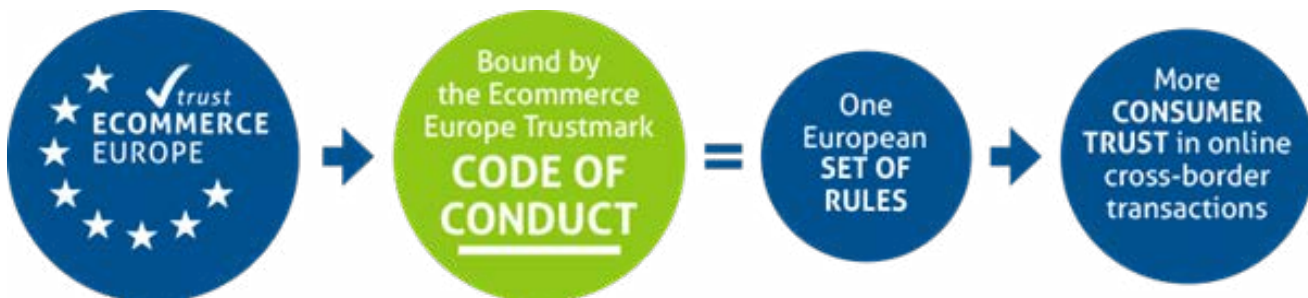 trust
ECOMMERCE
EUROPE
Bound by
the Ecommerce
Europe Trustmark
CODE OF
CONDUCT
=
One
European
SET OF
RULES
More
CONSUMER
TRUST in online
cross-border
transactions